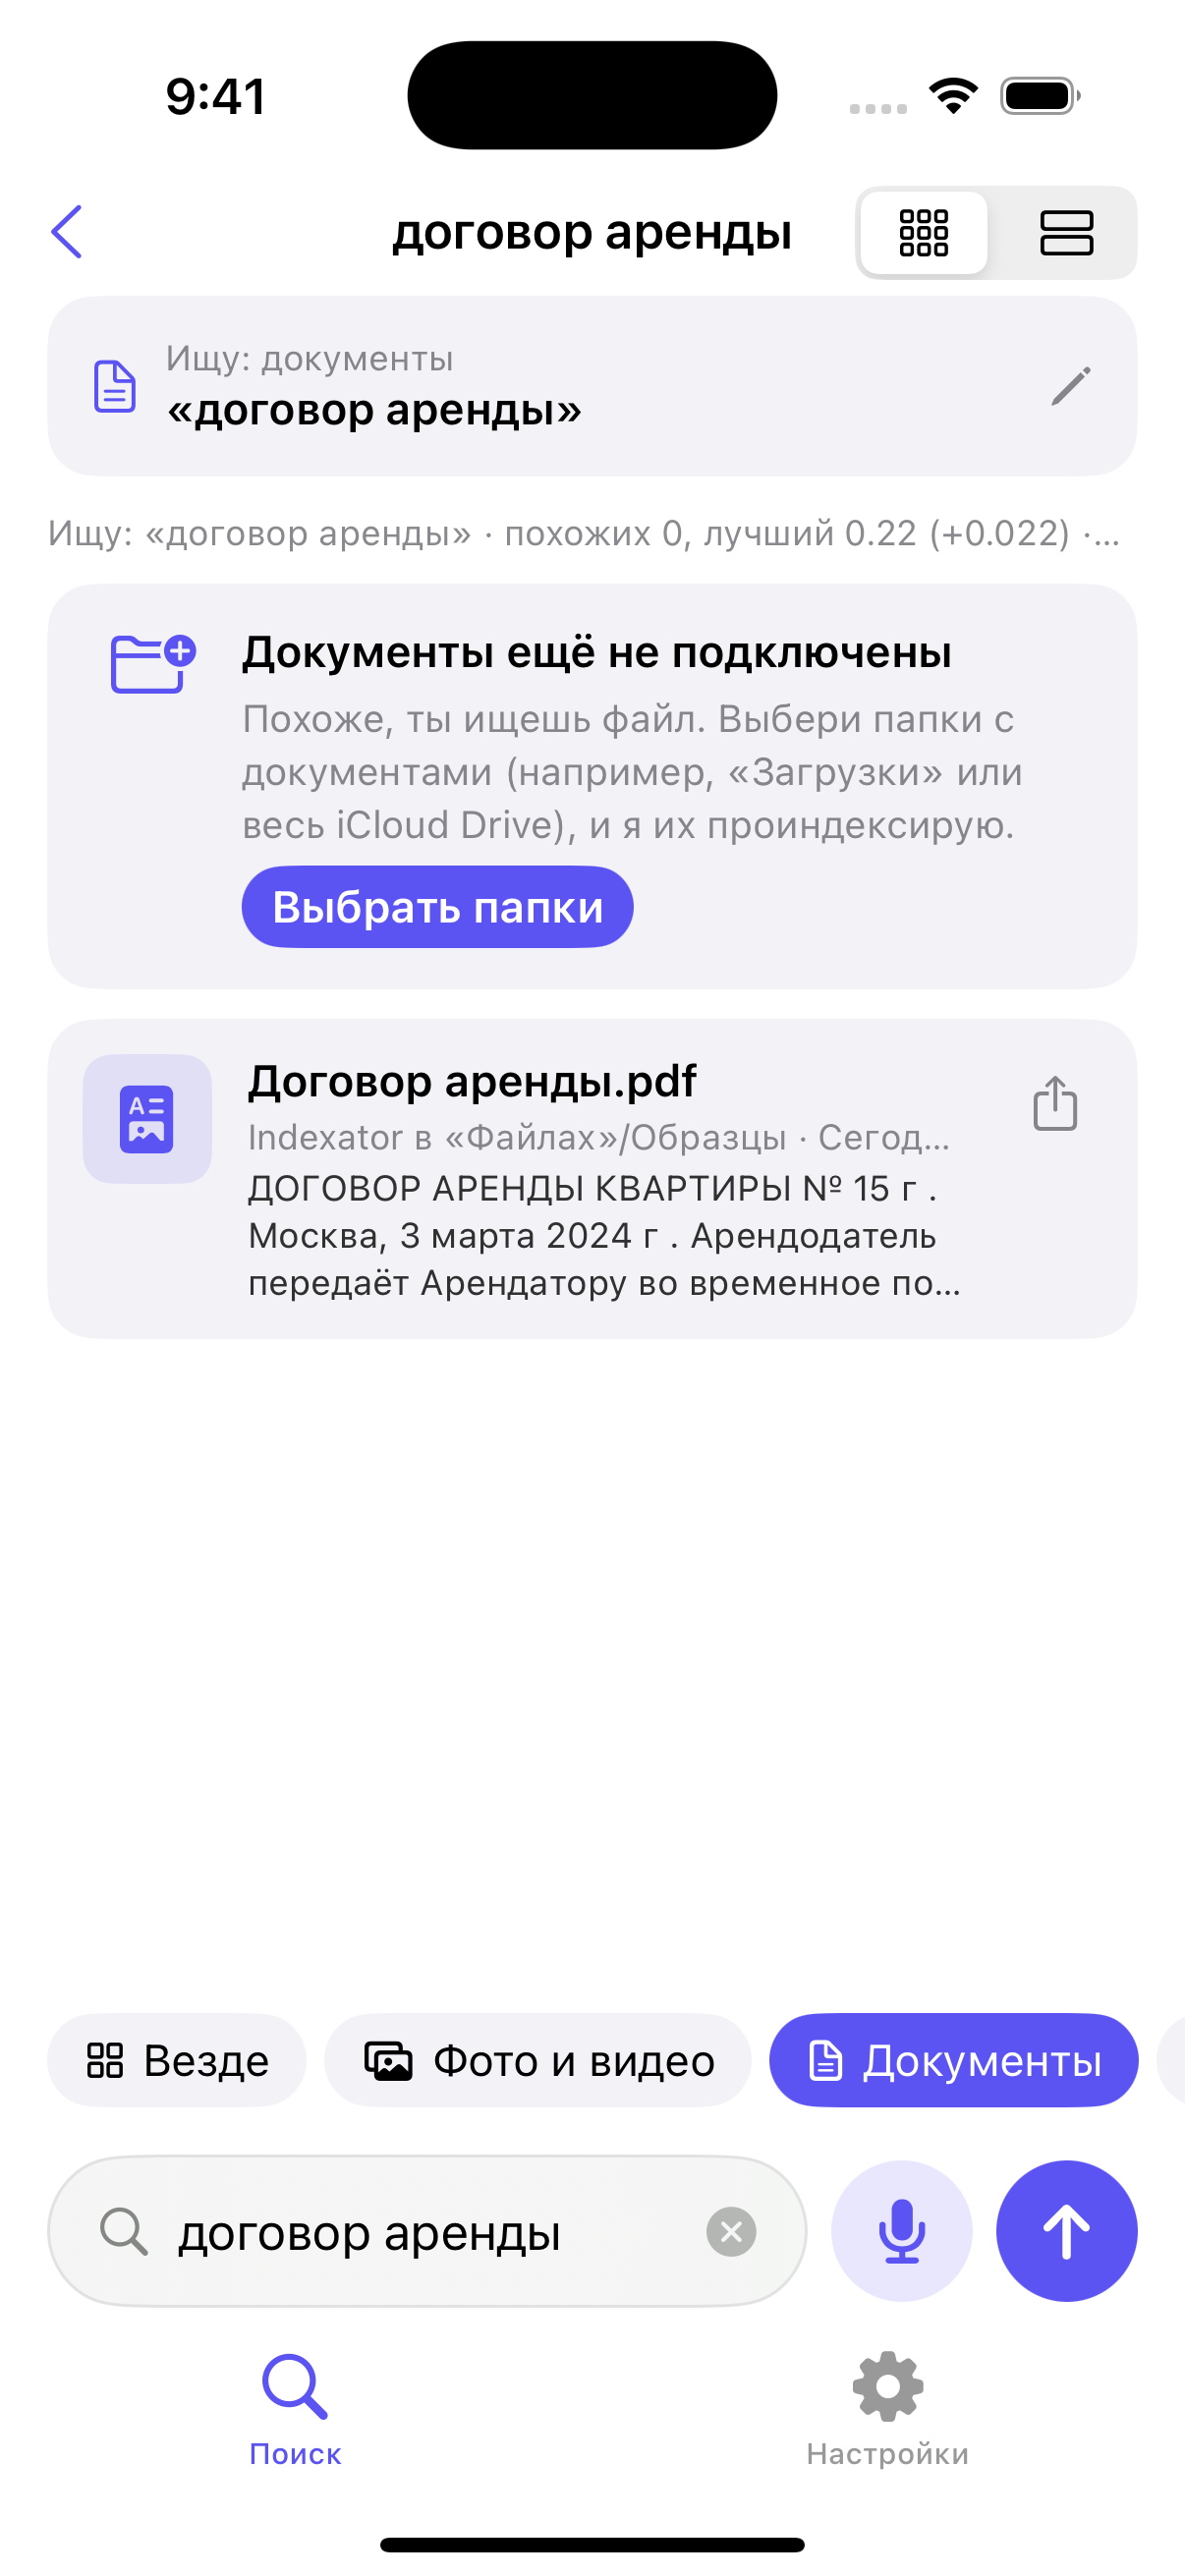 9:41
договор аренды
Ищу: документы
«договор аренды»
Ищу: «договор аренды» · похожих 0, лучший 0.22 (+0.022) ·...
Документы ещё не подключены
Похоже, ты ищешь файл. Выбери папки с
документами (например, «Загрузки» или
весь iCloud Drive), и я их проиндексирую.
Выбрать папки
Договор аренды.pdf
Indexator в «Файлах»/Образцы · Сегод...
ДОГОВОР АРЕНДЫ КВАРТИРЫ № 15 г .
Москва, 3 марта 2024 г . Арендодатель
передаёт Арендатору во временное по...
Везде
Фото и видео
Документы
договор аренды
Поиск
Настройки